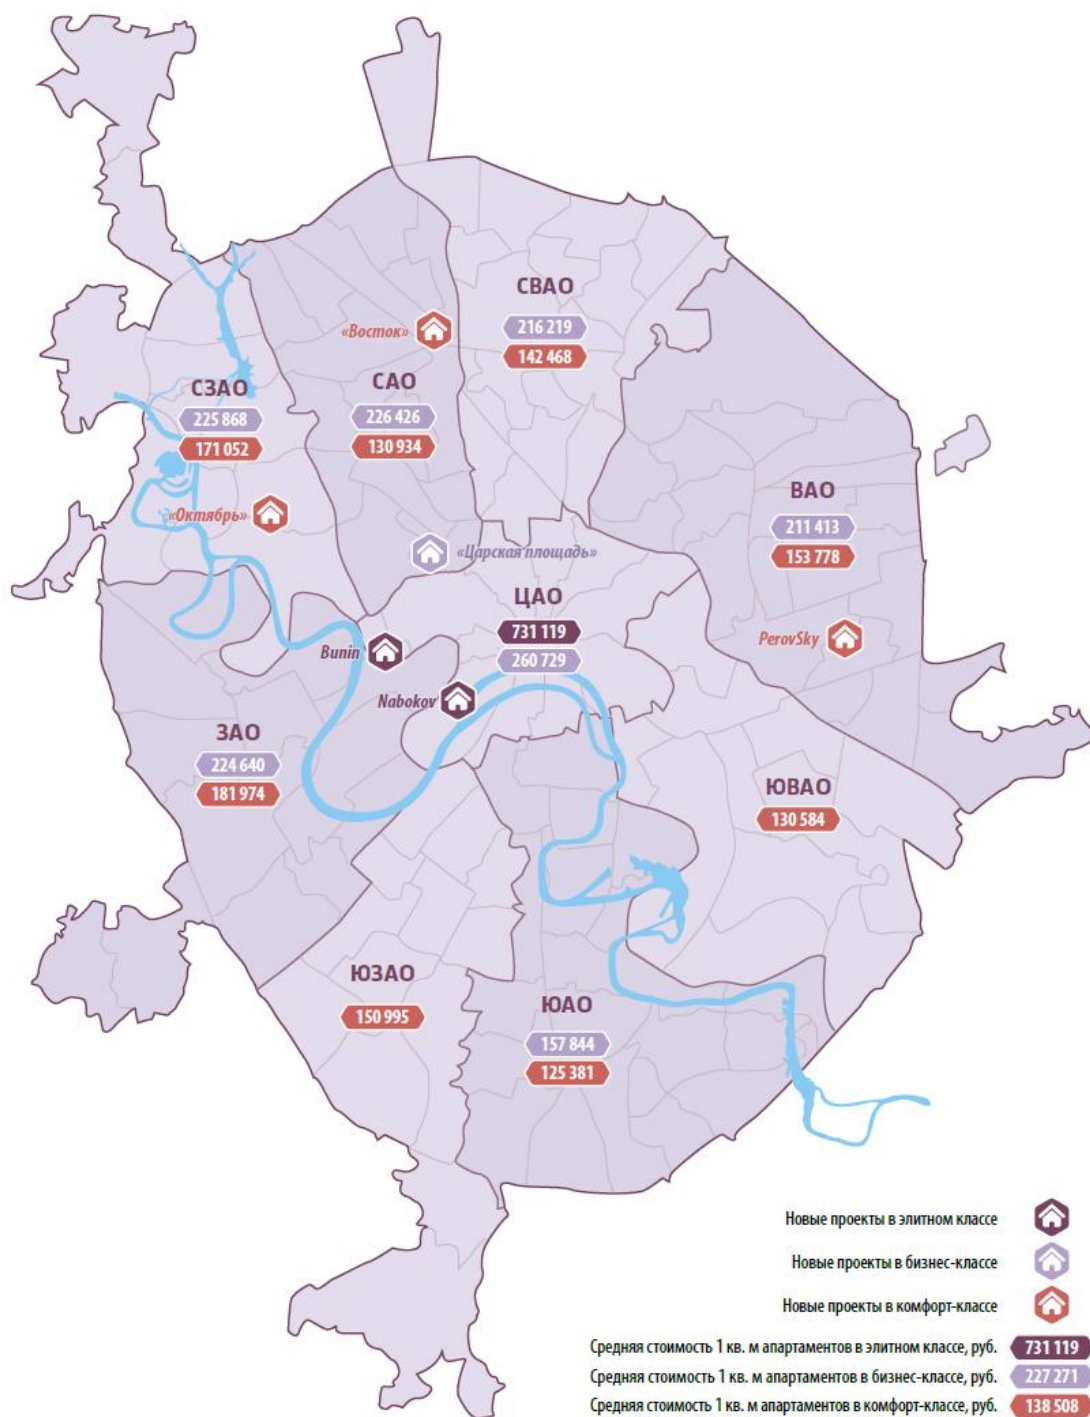 СВАО
216 219
142 468
«Восток»
САО
226 426
130 934
СЗАО
225 868
171 052
«Октябрь»
ВАО
211 413
153 778
«Царская площадь»
ЦАО
731 119
260 729
PerovSky
Bunin
Nabokov
ЗАО
224 640
181 974
ЮВАО
130 584
ЮЗАО
150 995
ЮАО
157 844
125 381
Новые проекты в элитном классе
Новые проекты в бизнес-классе
Новые проекты в комфорт-классе
Средняя стоимость 1 кв. м апартаментов в элитном классе, руб. 731 119
Средняя стоимость 1 кв. м апартаментов в бизнес-классе, руб. 227 271
Средняя стоимость 1 кв. м апартаментов в комфорт-классе, руб. 138 508